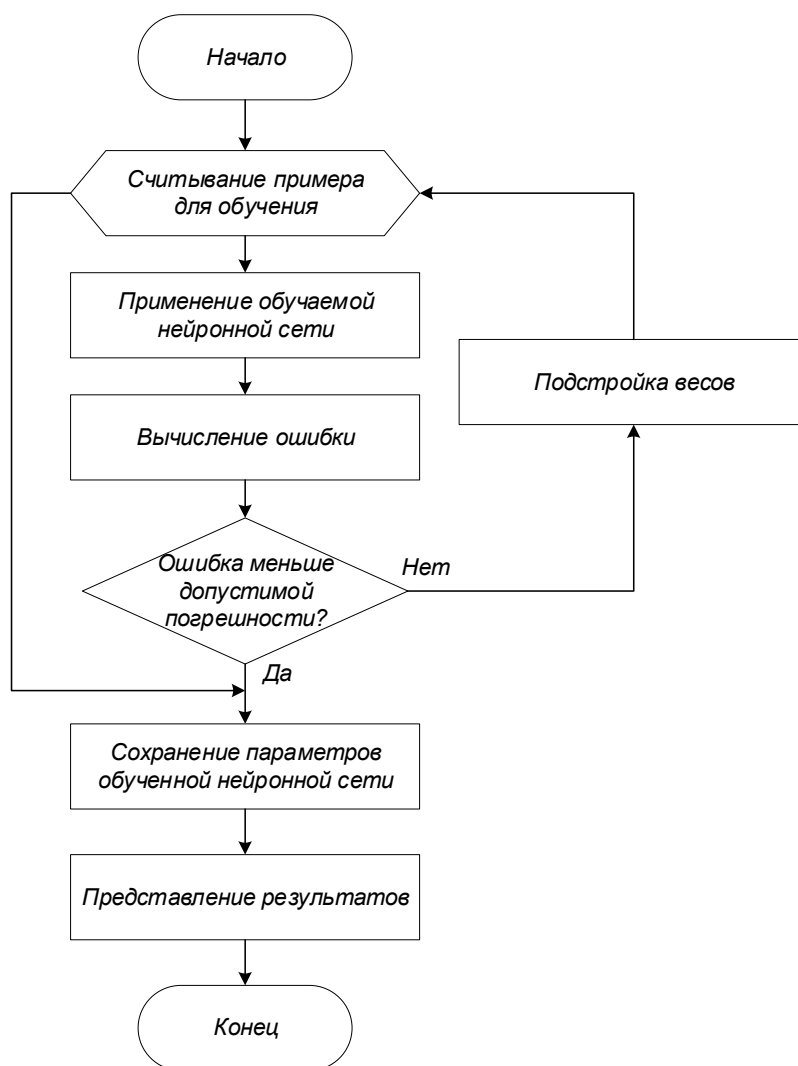 Начало
Считывание примера
для обучения
Применение обучаемой
нейронной сети
Подстройка весов
Вычисление ошибки
Ошибка меньше
допустимой
погрешности?
Нет
Да
Сохранение параметров
обученной нейронной сети
Представление результатов
Конец